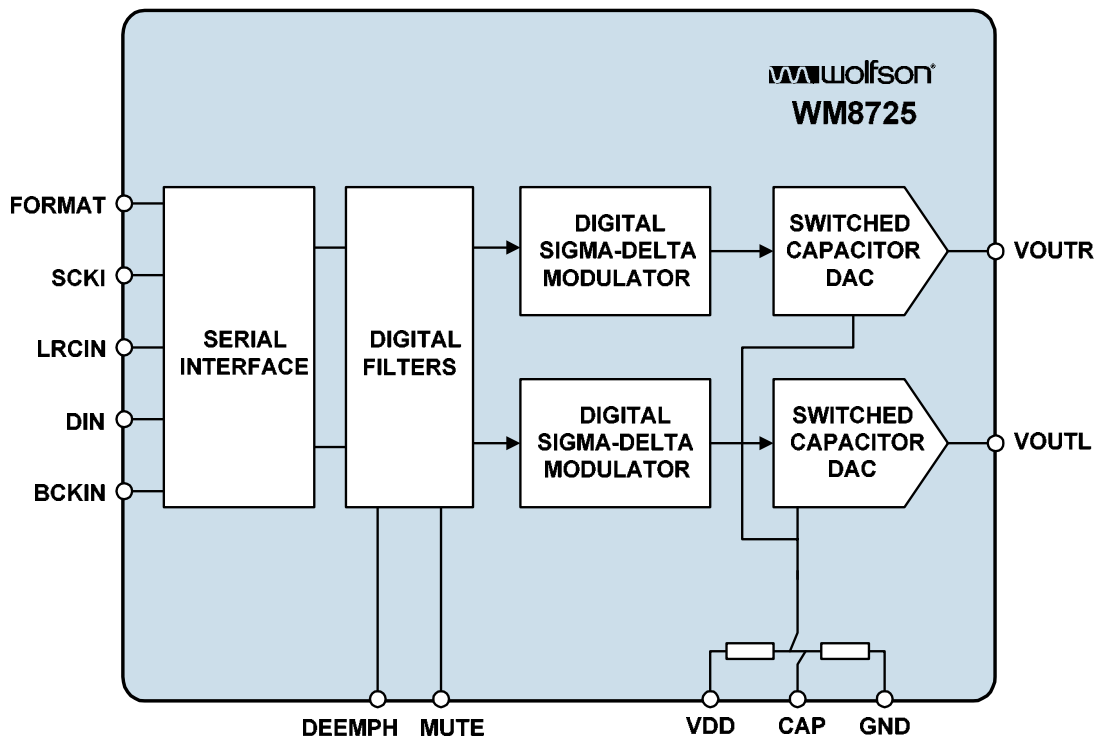 wolfson®
WM8725
FORMAT
SCKI
LRCIN
DIN
BCKIN
SERIAL
INTERFACE
DIGITAL
FILTERS
DIGITAL
SIGMA-DELTA
MODULATOR
SWITCHED
CAPACITOR
DAC
VOUTR
DIGITAL
SIGMA-DELTA
MODULATOR
SWITCHED
CAPACITOR
DAC
VOUTL
DEEMPH
MUTE
VDD
CAP
GND